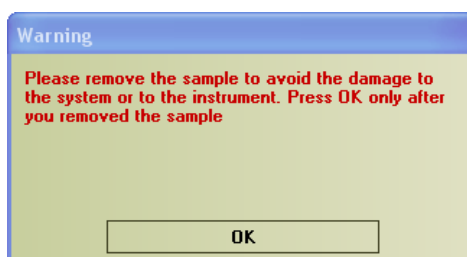 Warning
Please remove the sample to avoid the damage to
the system or to the instrument. Press OK only after
you removed the sample
OK